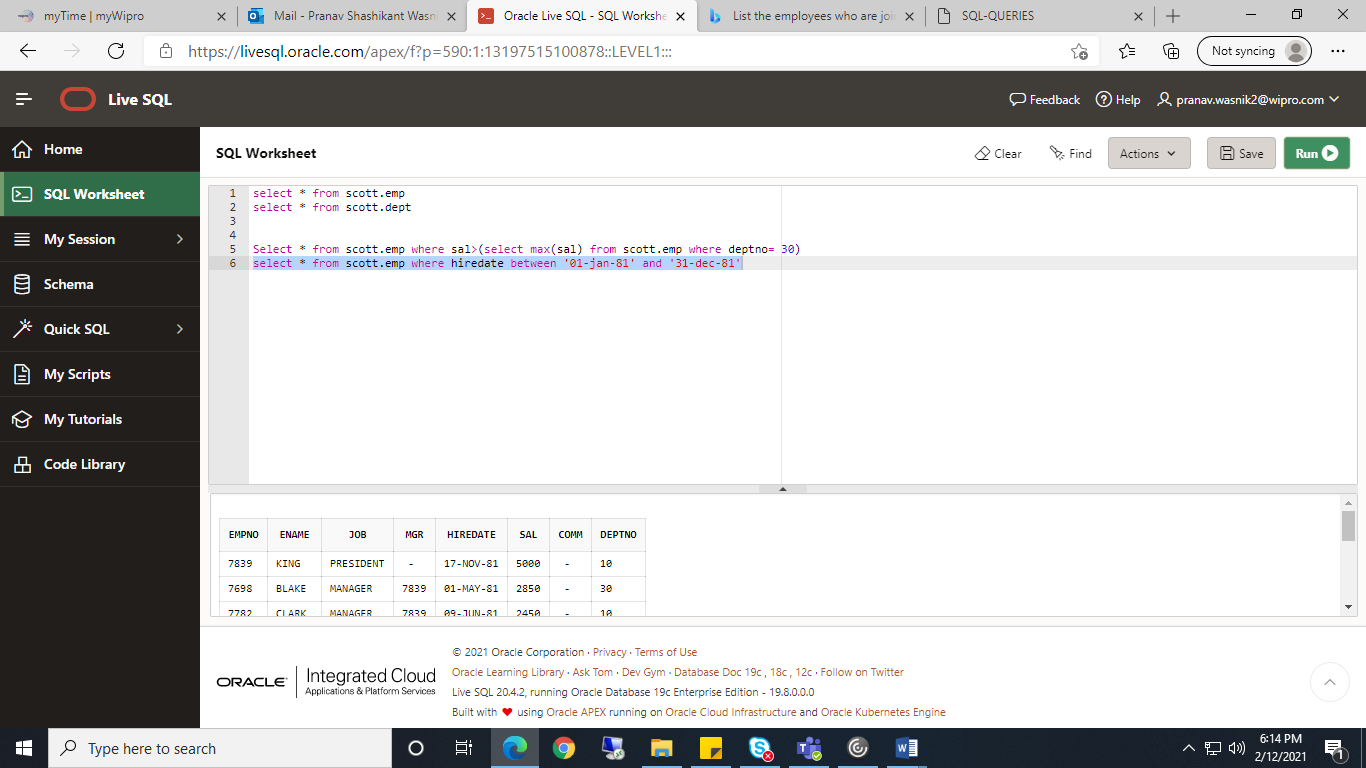 myTime | myWipro
Mail - Pranav Shashikant Wasn
Oracle Live SQL - SQL Workshe
List the employees who are joi
SQL-QUERIES
https://livesql.oracle.com/apex/f?p=590:1:13197515100878::LEVEL1:::
Not syncing
Live SQL
Feedback
Help
pranav.wasnik2@wipro.com
Home
SQL Worksheet
My Session
Schema
Quick SQL
My Scripts
My Tutorials
Code Library
SQL Worksheet
Clear
Find
Actions
Save
Run
1 select * from scott.emp
2 select * from scott.dept
3
4
5 Select * from scott.emp where sal>(select max(sal) from scott.emp where deptno= 30)
6 select * from scott.emp where hiredate between '01-jan-81' and '31-dec-81'
EMPNO ENAME JOB MGR HIREDATE SAL COMM DEPTNO
7839 KING PRESIDENT - 17-NOV-81 5000 - 10
7698 BLAKE MANAGER 7839 01-MAY-81 2850 - 30
7782 CLARK MANAGER 7839 09-JUN-81 2450 - 10
ORACLE
Integrated Cloud
Applications & Platform Services
© 2021 Oracle Corporation · Privacy · Terms of Use
Oracle Learning Library · Ask Tom · Dev Gym · Database Doc 19c , 18c , 12c · Follow on Twitter
Live SQL 20.4.2, running Oracle Database 19c Enterprise Edition - 19.8.0.0.0
Built with ❤ using Oracle APEX running on Oracle Cloud Infrastructure and Oracle Kubernetes Engine
Type here to search
6:14 PM
2/12/2021
1